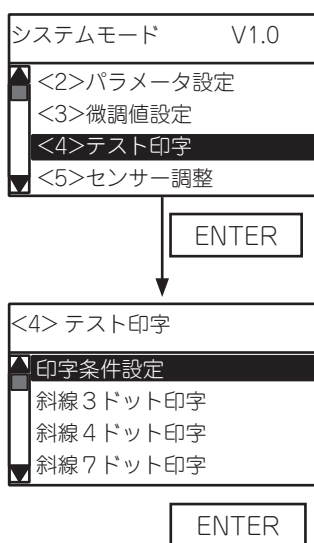 システムモード V1.0
<2>パラメータ設定
<3>微調値設定
<4>テスト印字
<5>センサー調整
ENTER
<4> テスト印字
印字条件設定
斜線３ドット印字
斜線４ドット印字
斜線７ドット印字
ENTER